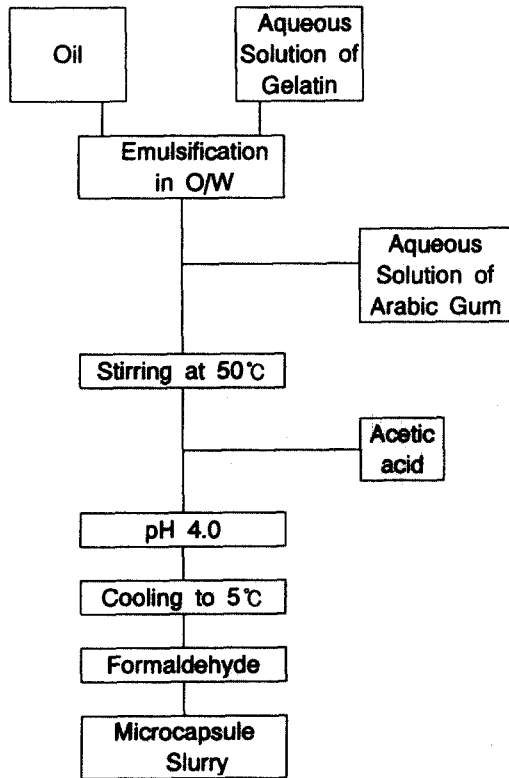 Oil
Aqueous
Solution of
Gelatin
Emulsification
in O/W
Aqueous
Solution of
Arabic Gum
Stirring at 50℃
Acetic
acid
pH 4.0
Cooling to 5℃
Formaldehyde
Microcapsule
Slurry